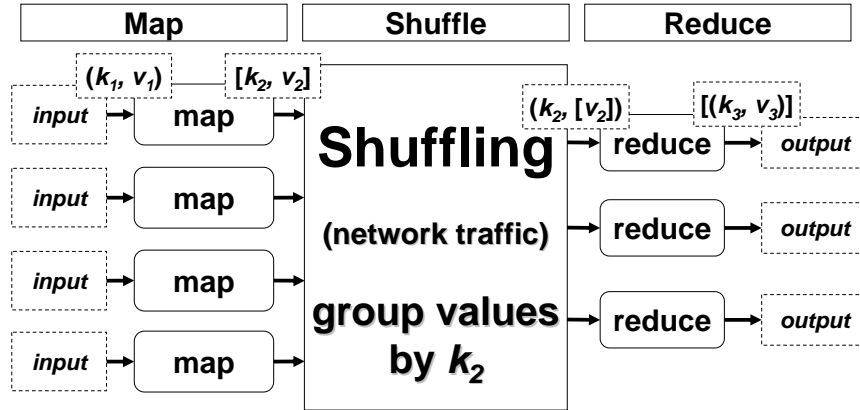 Map
Shuffle
Reduce
(k₁, v₁)
[k₂, v₂]
(k₂, [v₂])
[(k₃, v₃)]
input
map
Shuffling
reduce
output
input
map
(network traffic)
reduce
output
input
map
group values
by k₂
reduce
output
input
map